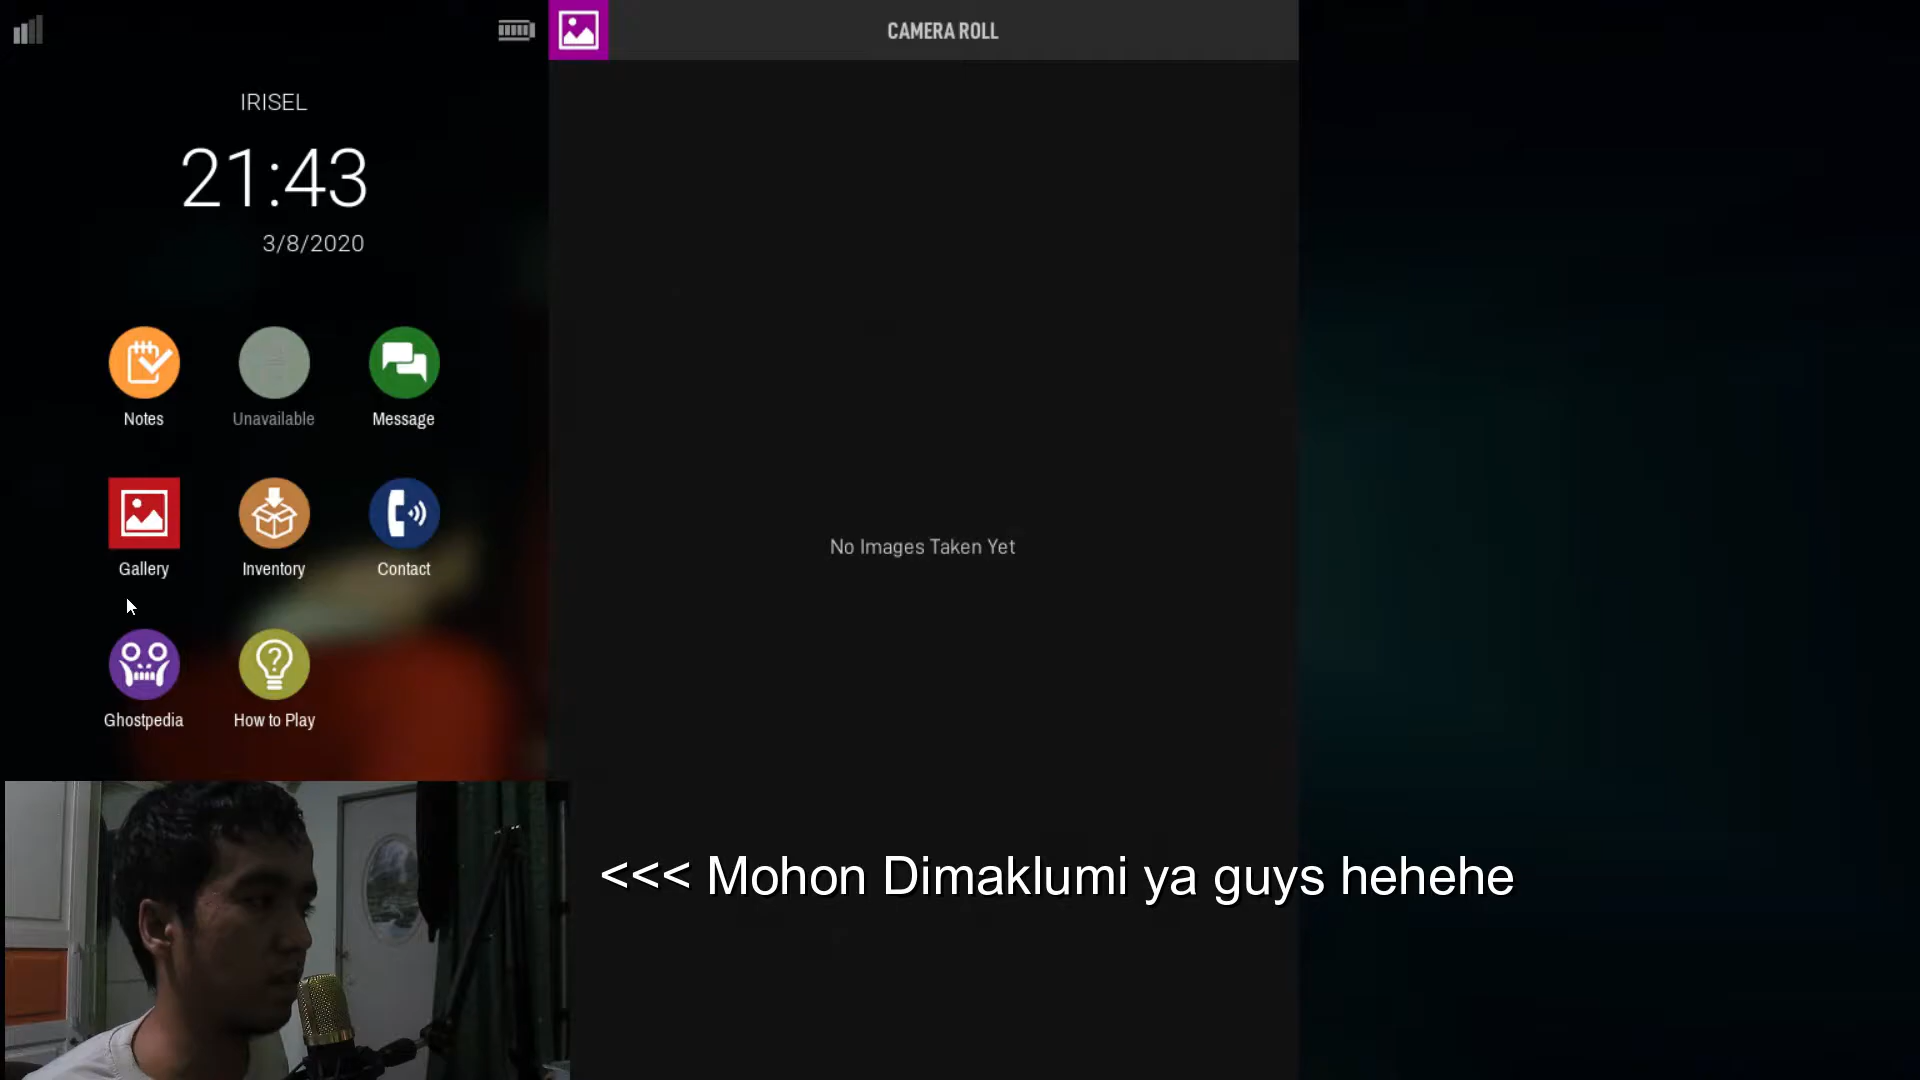 IRISEL
21:43
3/8/2020
Notes
Unavailable
Message
Gallery
Inventory
Contact
Ghostpedia
How to Play
CAMERA ROLL
No Images Taken Yet
<<< Mohon Dimaklumi ya guys hehehe